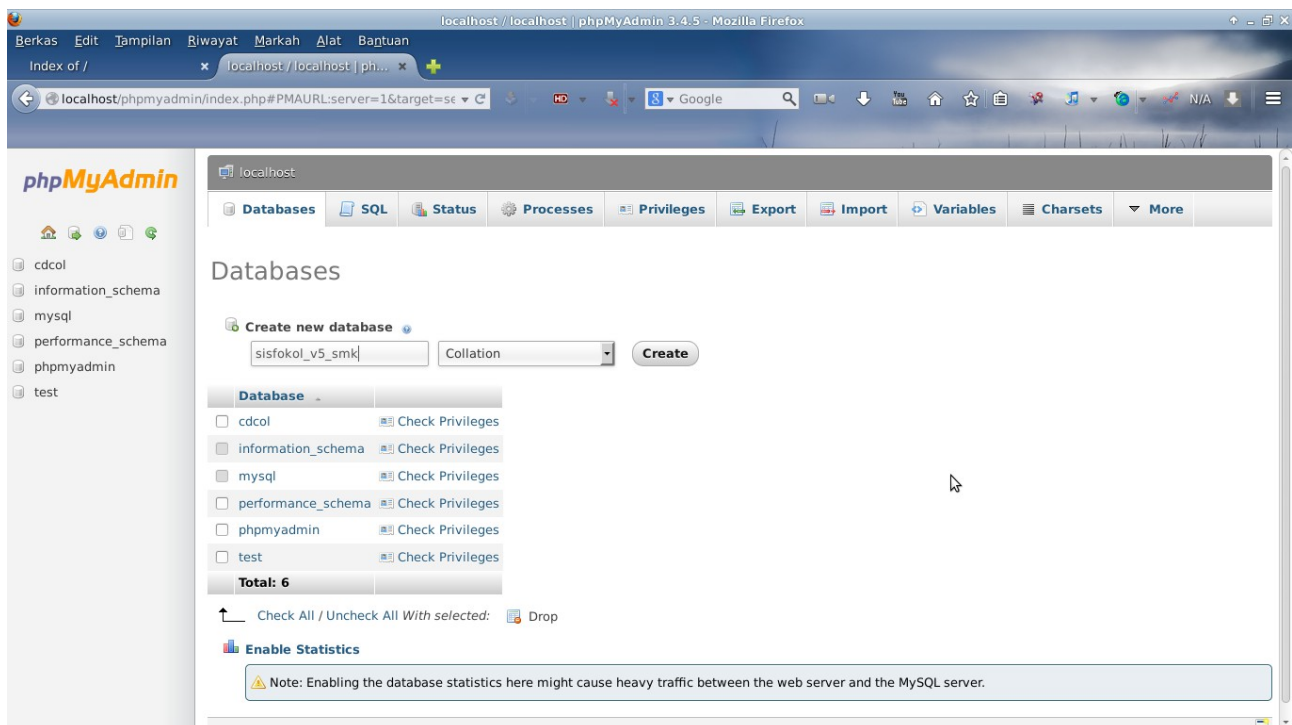 localhost / localhost | phpMyAdmin 3.4.5 - Mozilla Firefox
Berkas Edit Tampilan Riwayat Markah Alat Bantuan
Index of /
localhost / localhost | ph...
localhost/phpmyadmin/index.php#PMAURL:server=1&target=se
HD
8 Google
You Tube
N/A
phpMyAdmin
localhost
Databases SQL Status Processes Privileges Export Import Variables Charsets More
cdcol
information_schema
mysql
performance_schema
phpmyadmin
test
Databases
Create new database
sisfokol_v5_smk Collation Create
Database
cdcol Check Privileges
information_schema Check Privileges
mysql Check Privileges
performance_schema Check Privileges
phpmyadmin Check Privileges
test Check Privileges
Total: 6
Check All / Uncheck All With selected: Drop
Enable Statistics
Note: Enabling the database statistics here might cause heavy traffic between the web server and the MySQL server.